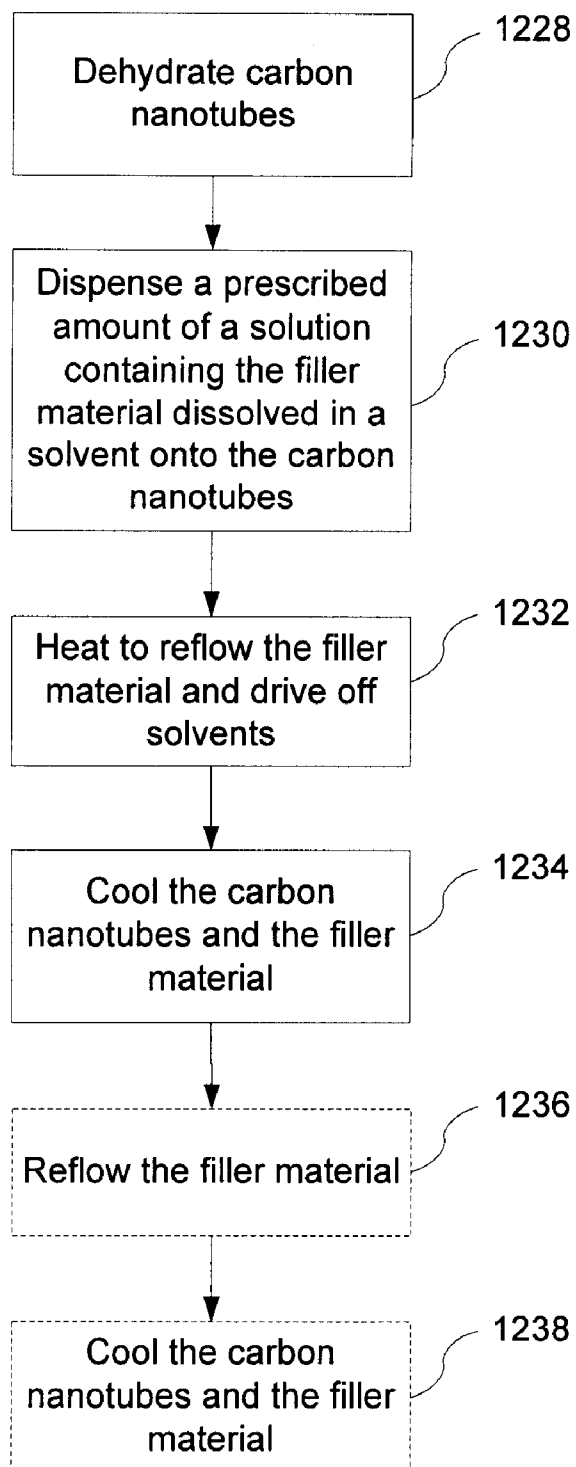 1228
Dehydrate carbon
nanotubes
1230
Dispense a prescribed
amount of a solution
containing the filler
material dissolved in a
solvent onto the carbon
nanotubes
1232
Heat to reflow the filler
material and drive off
solvents
1234
Cool the carbon
nanotubes and the filler
material
1236
Reflow the filler material
1238
Cool the carbon
nanotubes and the filler
material